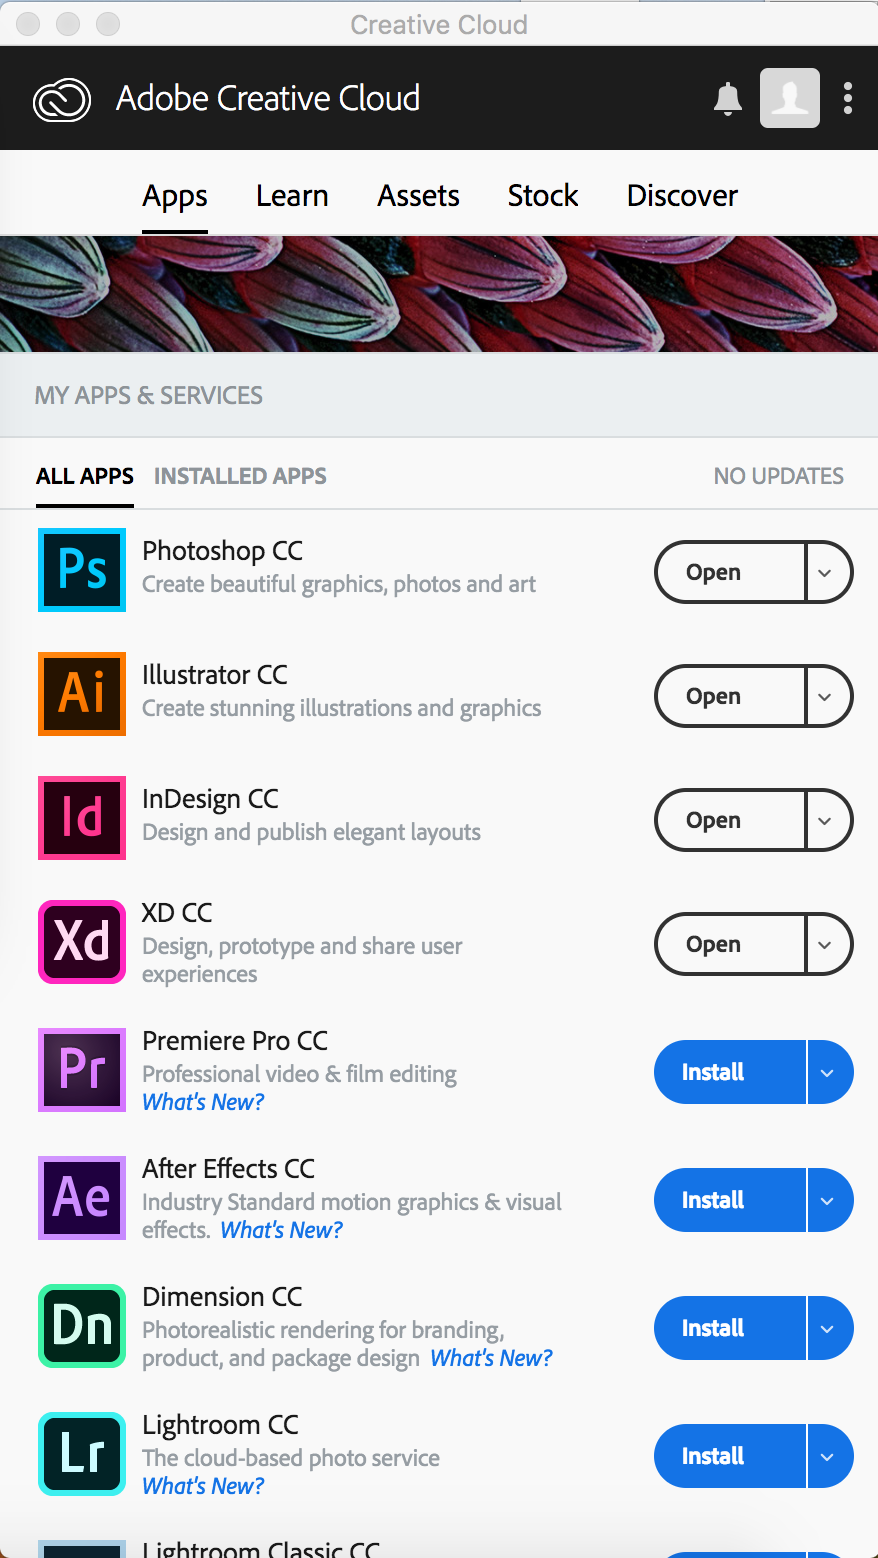 Creative Cloud
Adobe Creative Cloud
Apps Learn Assets Stock Discover
MY APPS & SERVICES
ALL APPS INSTALLED APPS NO UPDATES
Ps
Photoshop CC
Create beautiful graphics, photos and art
Open
Ai
Illustrator CC
Create stunning illustrations and graphics
Open
Id
InDesign CC
Design and publish elegant layouts
Open
Xd
XD CC
Design, prototype and share user
experiences
Open
Pr
Premiere Pro CC
Professional video & film editing
What's New?
Install
Ae
After Effects CC
Industry Standard motion graphics & visual
effects. What's New?
Install
Dn
Dimension CC
Photorealistic rendering for branding,
product, and package design What's New?
Install
Lr
Lightroom CC
The cloud-based photo service
What's New?
Install
Lightroom Classic CC